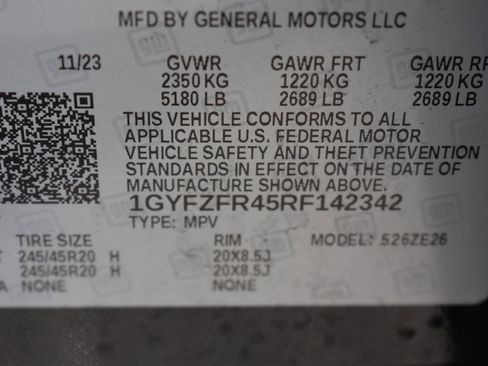 MFD BY GENERAL MOTORS LLC
11/23 GVWR GAWR FRT GAWR RR
2350 KG 1220 KG 1220 KG
5180 LB 2689 LB 2689 LB
THIS VEHICLE CONFORMS TO ALL
APPLICABLE U.S. FEDERAL MOTOR
VEHICLE SAFETY AND THEFT PREVENTION
STANDARDS IN EFFECT ON THE DATE OF
MANUFACTURE SHOWN ABOVE.
1GYFZFR45RF142342
TYPE: MPV
TIRE SIZE RIM MODEL: 526ZE26
245/45R20 H 20X8.5J
245/45R20 H 20X8.5J
NONE NONE